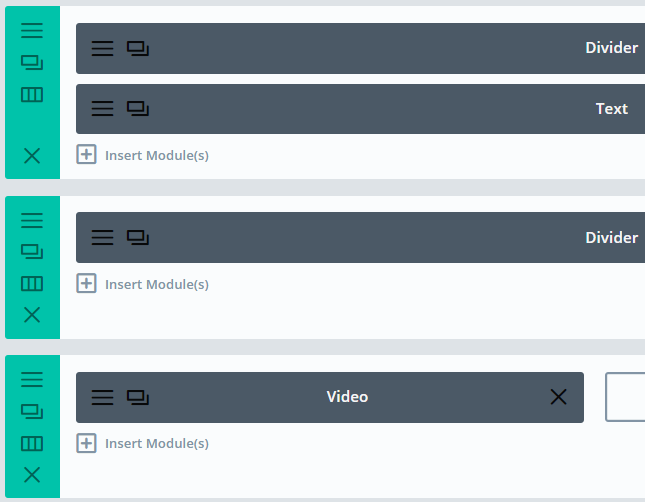 Divider
Text
Insert Module(s)
Divider
Insert Module(s)
Video
Insert Module(s)